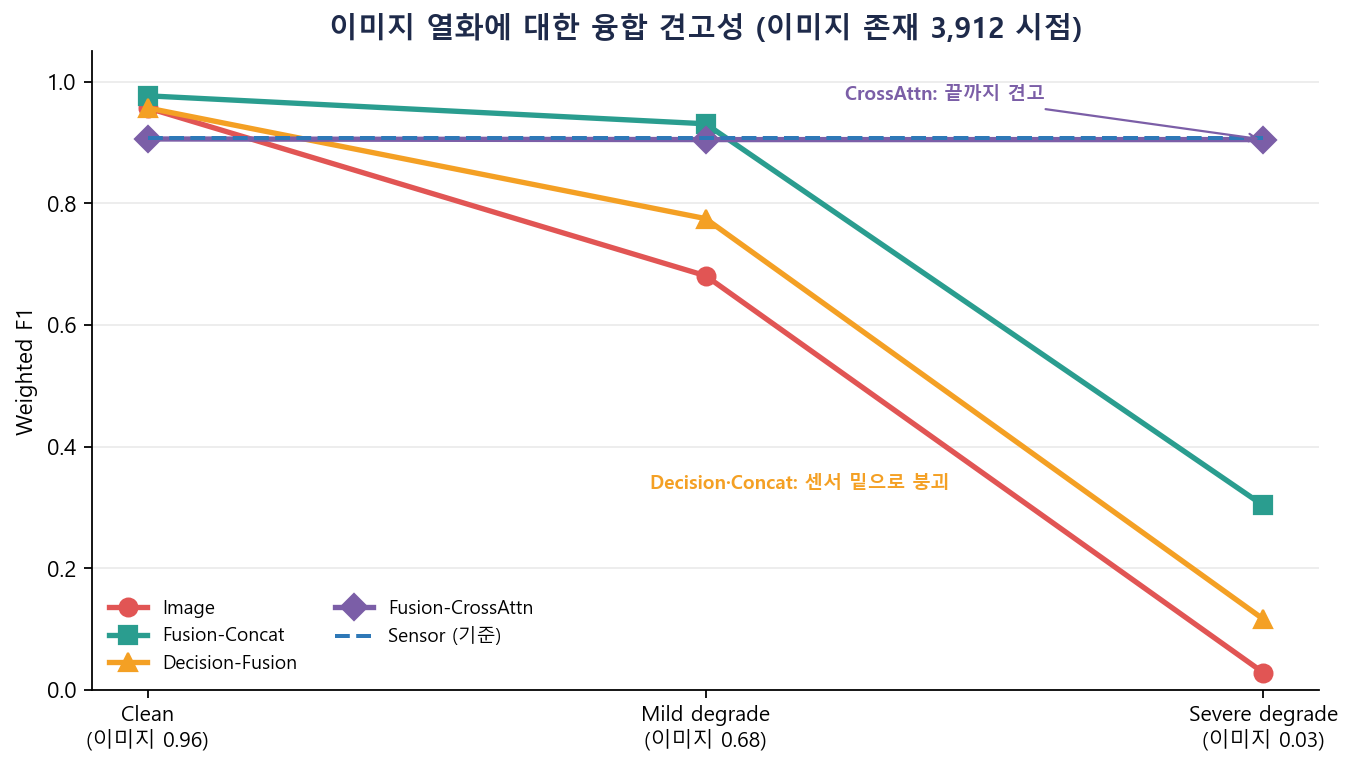 이미지 열화에 대한 융합 견고성 (이미지 존재 3,912 시점)
Weighted F1
1.0
0.8
0.6
0.4
0.2
0.0
CrossAttn: 끝까지 견고
Decision·Concat: 센서 밑으로 붕괴
Image
Fusion-Concat
Decision-Fusion
Fusion-CrossAttn
Sensor (기준)
Clean
(이미지 0.96)
Mild degrade
(이미지 0.68)
Severe degrade
(이미지 0.03)